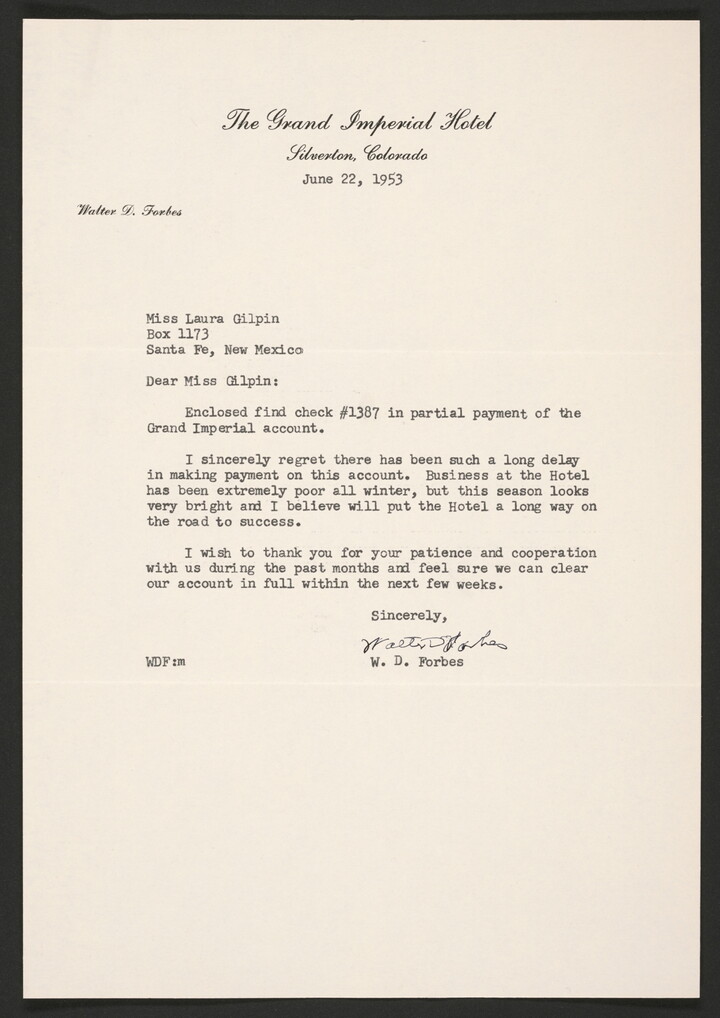 The Grand Imperial Hotel
Silverton, Colorado
June 22, 1953
Walter D. Forbes
Miss Laura Gilpin
Box 1173
Santa Fe, New Mexico
Dear Miss Gilpin:
Enclosed find check #1387 in partial payment of the
Grand Imperial account.
I sincerely regret there has been such a long delay
in making payment on this account. Business at the Hotel
has been extremely poor all winter, but this season looks
very bright and I believe will put the Hotel a long way on
the road to success.
I wish to thank you for your patience and cooperation
with us during the past months and feel sure we can clear
our account in full within the next few weeks.
Sincerely,
Walter D Forbes
WDF:m W. D. Forbes